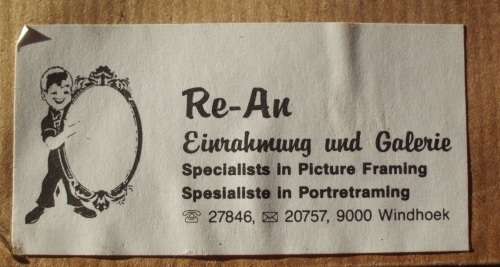 Re-An
Einrahmung und Galerie
Specialists in Picture Framing
Spesialiste in Portretraming
☏ 27846, ✉ 20757, 9000 Windhoek